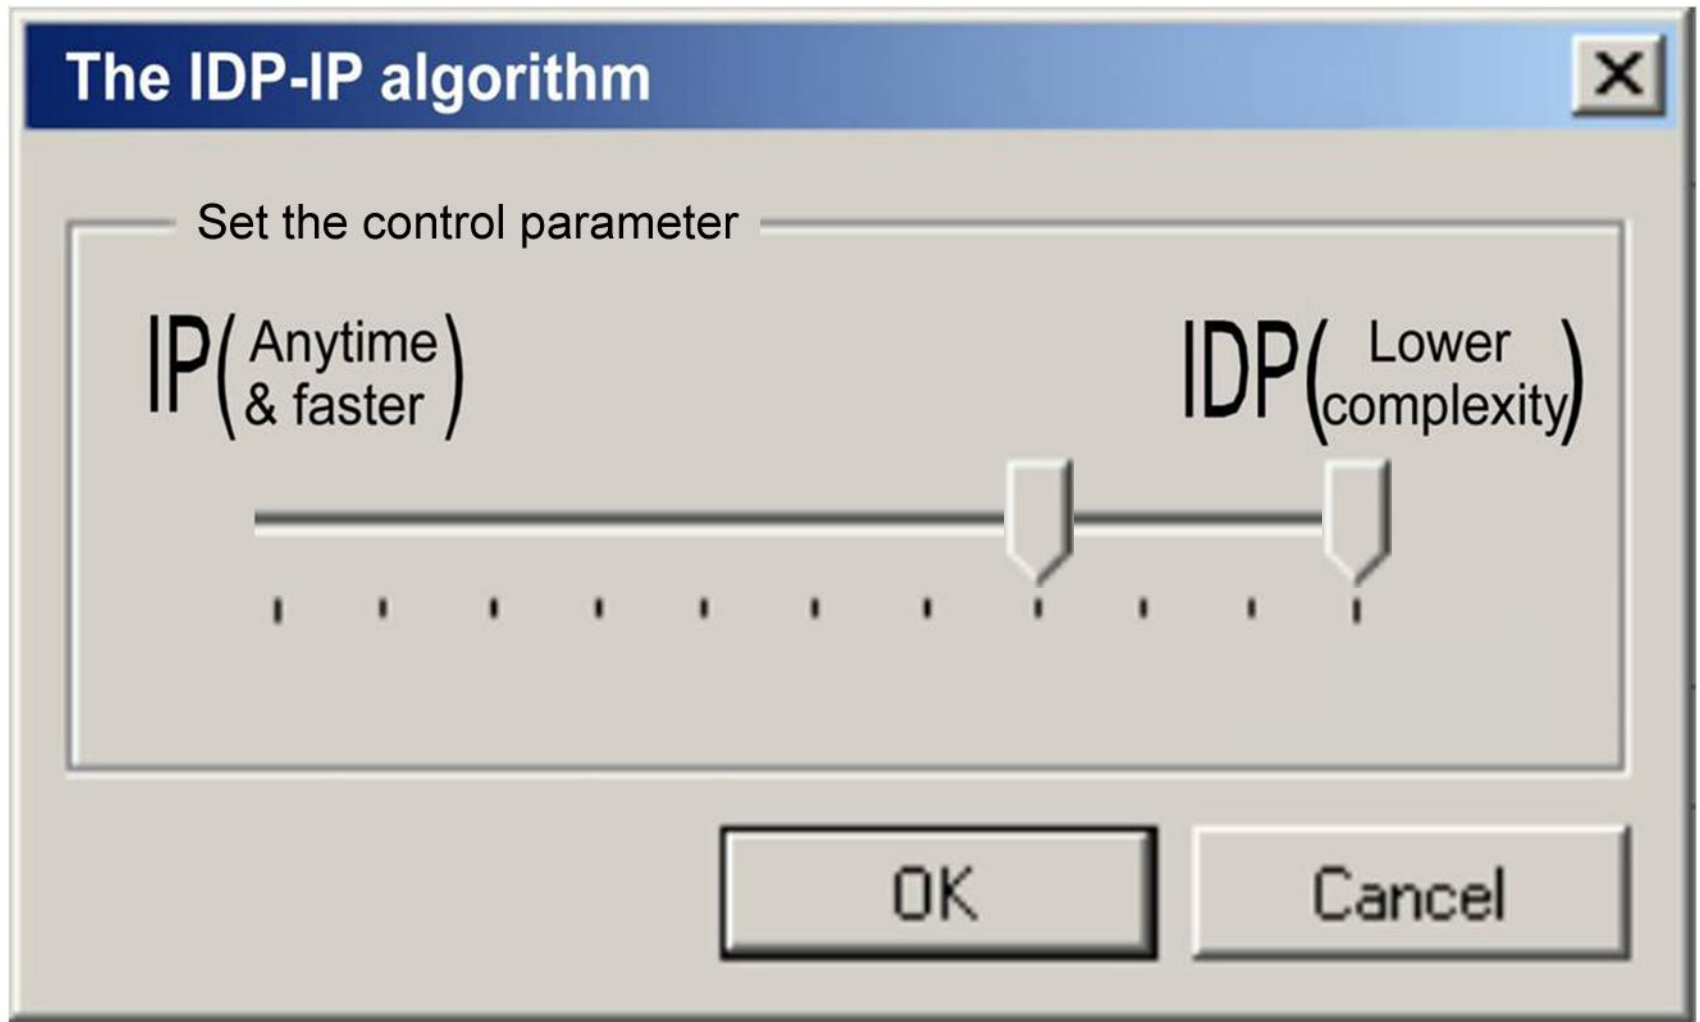 The IDP-IP algorithm
Set the control parameter
IP(Anytime
& faster)
IDP(Lower
complexity)
OK
Cancel